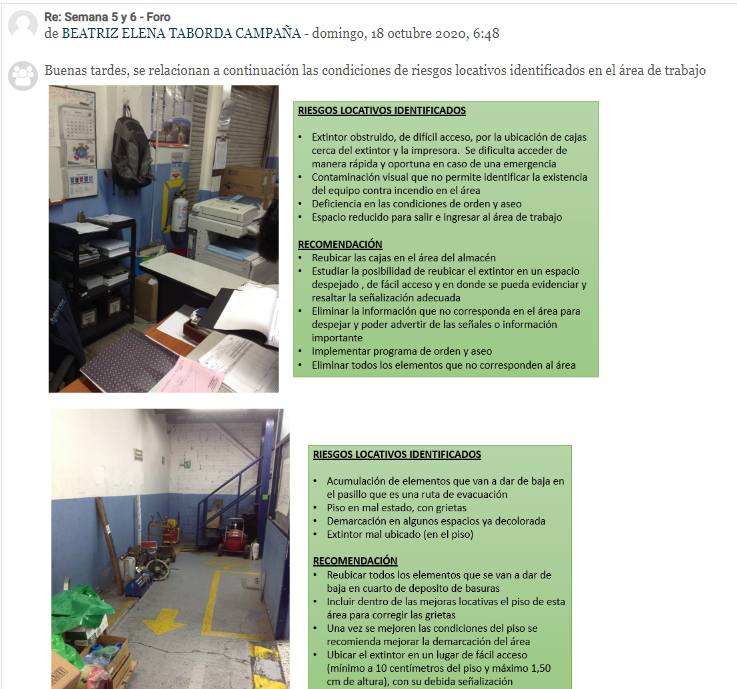 Re: Semana 5 y 6 - Foro
de BEATRIZ ELENA TABORDA CAMPAÑA - domingo, 18 octubre 2020, 6:48
Buenas tardes, se relacionan a continuación las condiciones de riesgos locativos identificados en el área de trabajo
RIESGOS LOCATIVOS IDENTIFICADOS
• Extintor obstruido, de difícil acceso, por la ubicación de cajas
cerca del extintor y la impresora. Se dificulta acceder de
manera rápida y oportuna en caso de una emergencia
• Contaminación visual que no permite identificar la existencia
del equipo contra incendio en el área
• Deficiencia en las condiciones de orden y aseo
• Espacio reducido para salir e ingresar al área de trabajo
RECOMENDACIÓN
• Reubicar las cajas en el área del almacén
• Estudiar la posibilidad de reubicar el extintor en un espacio
despejado , de fácil acceso y en donde se pueda evidenciar y
resaltar la señalización adecuada
• Eliminar la información que no corresponda en el área para
despejar y poder advertir de las señales o información
importante
• Implementar programa de orden y aseo
• Eliminar todos los elementos que no corresponden al área
RIESGOS LOCATIVOS IDENTIFICADOS
• Acumulación de elementos que van a dar de baja en
el pasillo que es una ruta de evacuación
• Piso en mal estado, con grietas
• Demarcación en algunos espacios ya decolorada
• Extintor mal ubicado (en el piso)
RECOMENDACIÓN
• Reubicar todos los elementos que se van a dar de
baja en cuarto de deposito de basuras
• Incluir dentro de las mejoras locativas el piso de esta
área para corregir las grietas
• Una vez se mejoren las condiciones del piso se
recomienda mejorar la demarcación del área
• Ubicar el extintor en un lugar de fácil acceso
(mínimo a 10 centímetros del piso y máximo 1,50
cm de altura), con su debida señalización